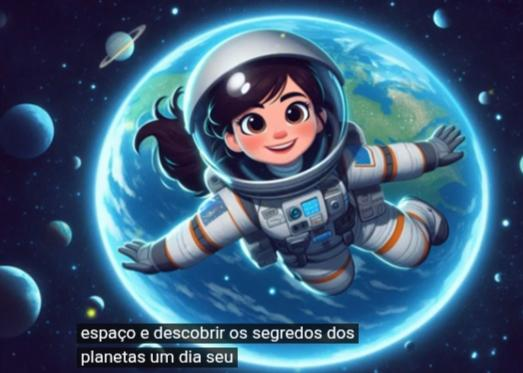 espaço e descobrir os segredos dos
planetas um dia seu